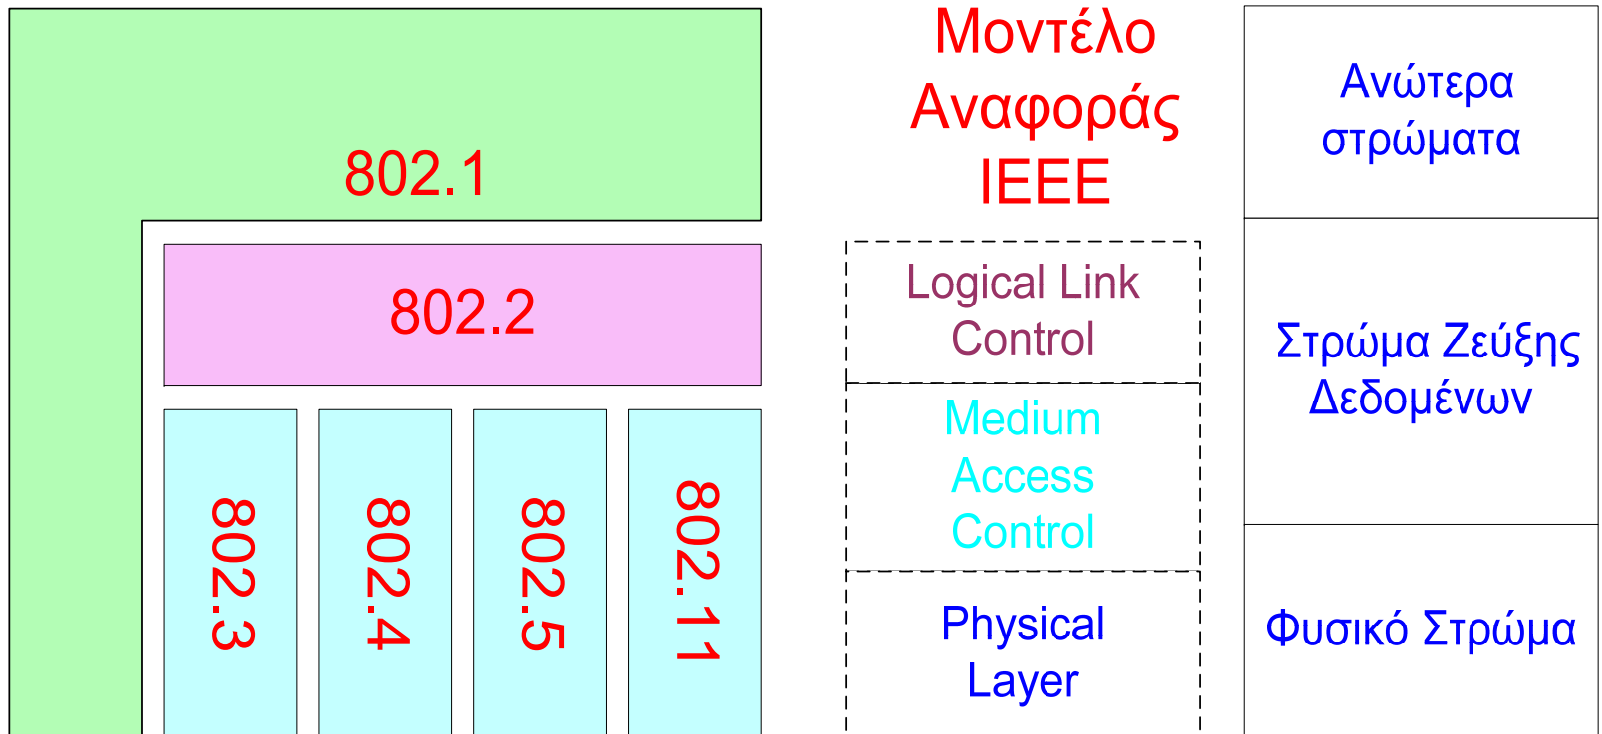 802.1
802.2
802.3
802.4
802.5
802.11
Μοντέλο
Αναφοράς
IEEE
Logical Link
Control
Medium
Access
Control
Physical
Layer
Ανώτερα
στρώματα
Στρώμα Ζεύξης
Δεδομένων
Φυσικό Στρώμα